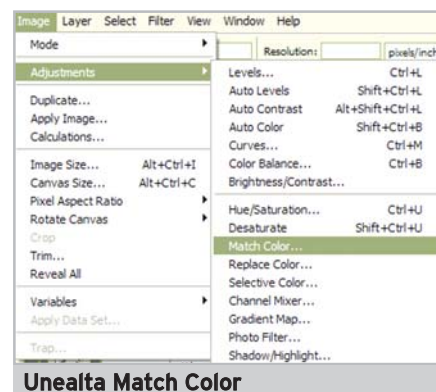 Image Layer Select Filter View Window Help
Resolution: pixels/inch
Mode
Adjustments
Duplicate...
Apply Image...
Calculations...
Image Size... Alt+Ctrl+I
Canvas Size... Alt+Ctrl+C
Pixel Aspect Ratio
Rotate Canvas
Crop
Trim...
Reveal All
Variables
Apply Data Set...
Trap...
Levels... Ctrl+L
Auto Levels Shift+Ctrl+L
Auto Contrast Alt+Shift+Ctrl+L
Auto Color Shift+Ctrl+B
Curves... Ctrl+M
Color Balance... Ctrl+B
Brightness/Contrast...
Hue/Saturation... Ctrl+U
Desaturate Shift+Ctrl+U
Match Color...
Replace Color...
Selective Color...
Channel Mixer...
Gradient Map...
Photo Filter...
Shadow/Highlight...
Unealta Match Color